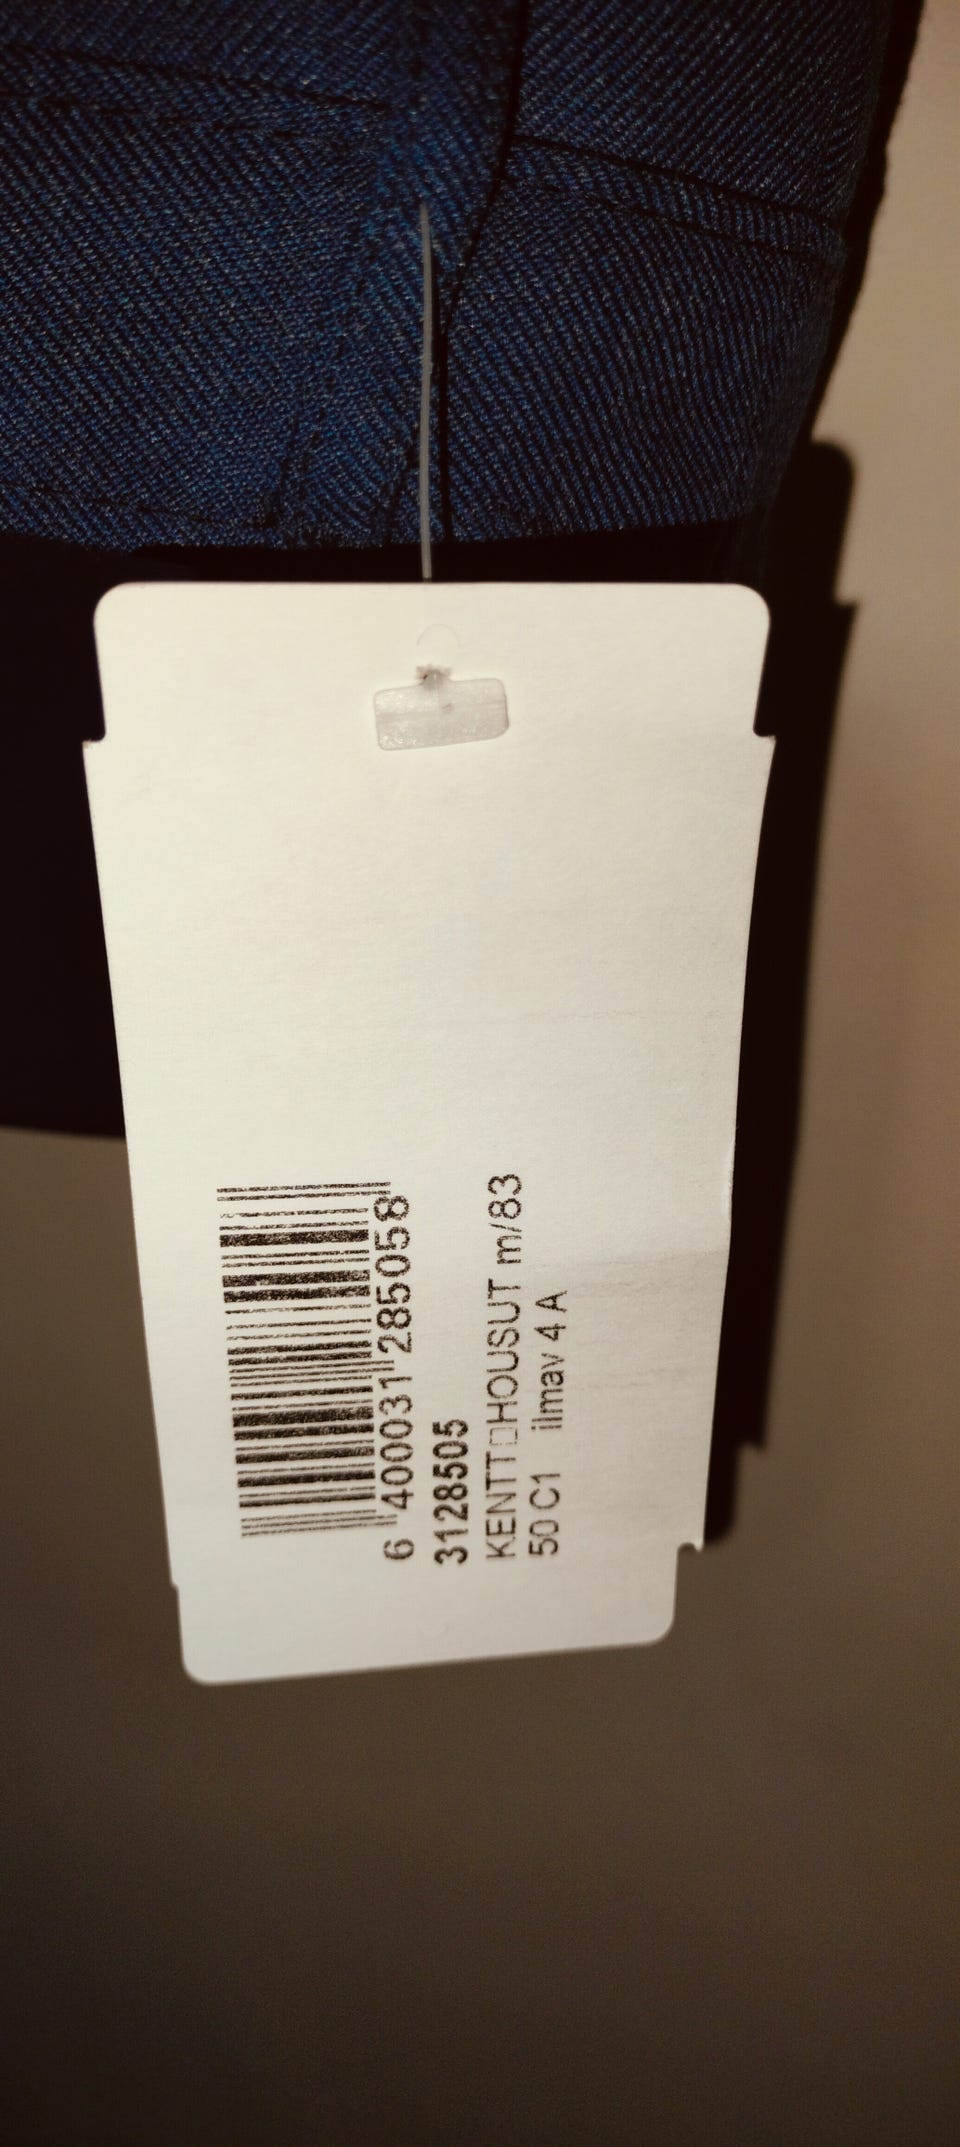 6 400031 285058
3128505
KENTT□HOUSUT m/83
50 C1 ilmav 4 A